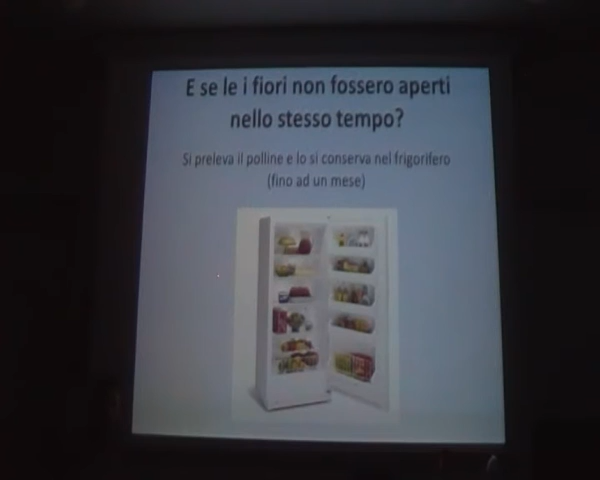 E se le i fiori non fossero aperti
nello stesso tempo?
Si preleva il polline e lo si conserva nel frigorifero
(fino ad un mese)